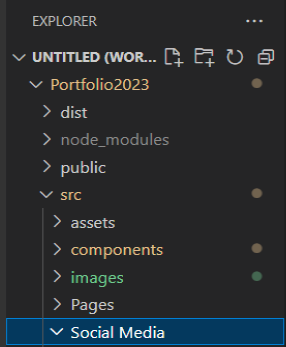 EXPLORER
UNTITLED (WOR...
Portfolio2023
dist
node_modules
public
src
assets
components
images
Pages
Social Media